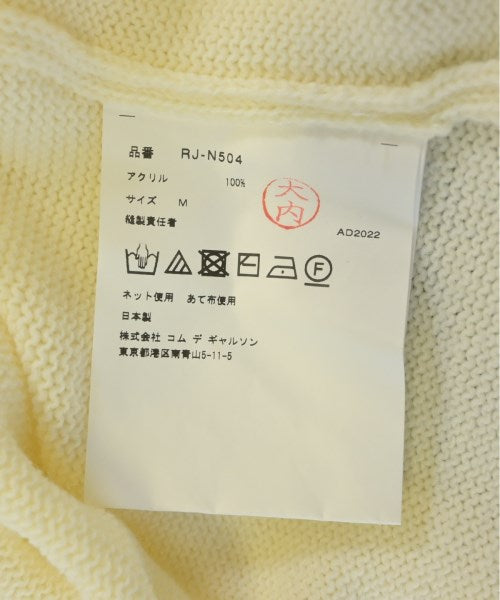 品番 RJ-N504
アクリル 100%
サイズ M
縫製責任者
大内
AD2022
F
ネット使用 あて布使用
日本製
株式会社 コム デ ギャルソン
東京都港区南青山5-11-5